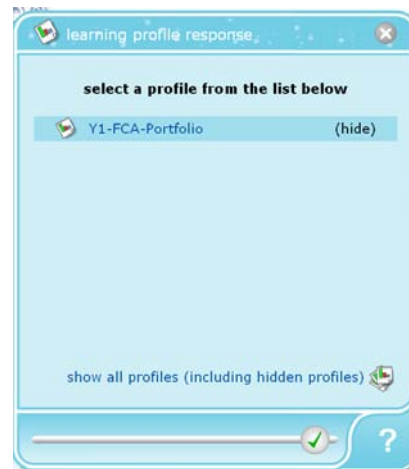 learning profile response
select a profile from the list below
Y1-FCA-Portfolio (hide)
show all profiles (including hidden profiles)
?